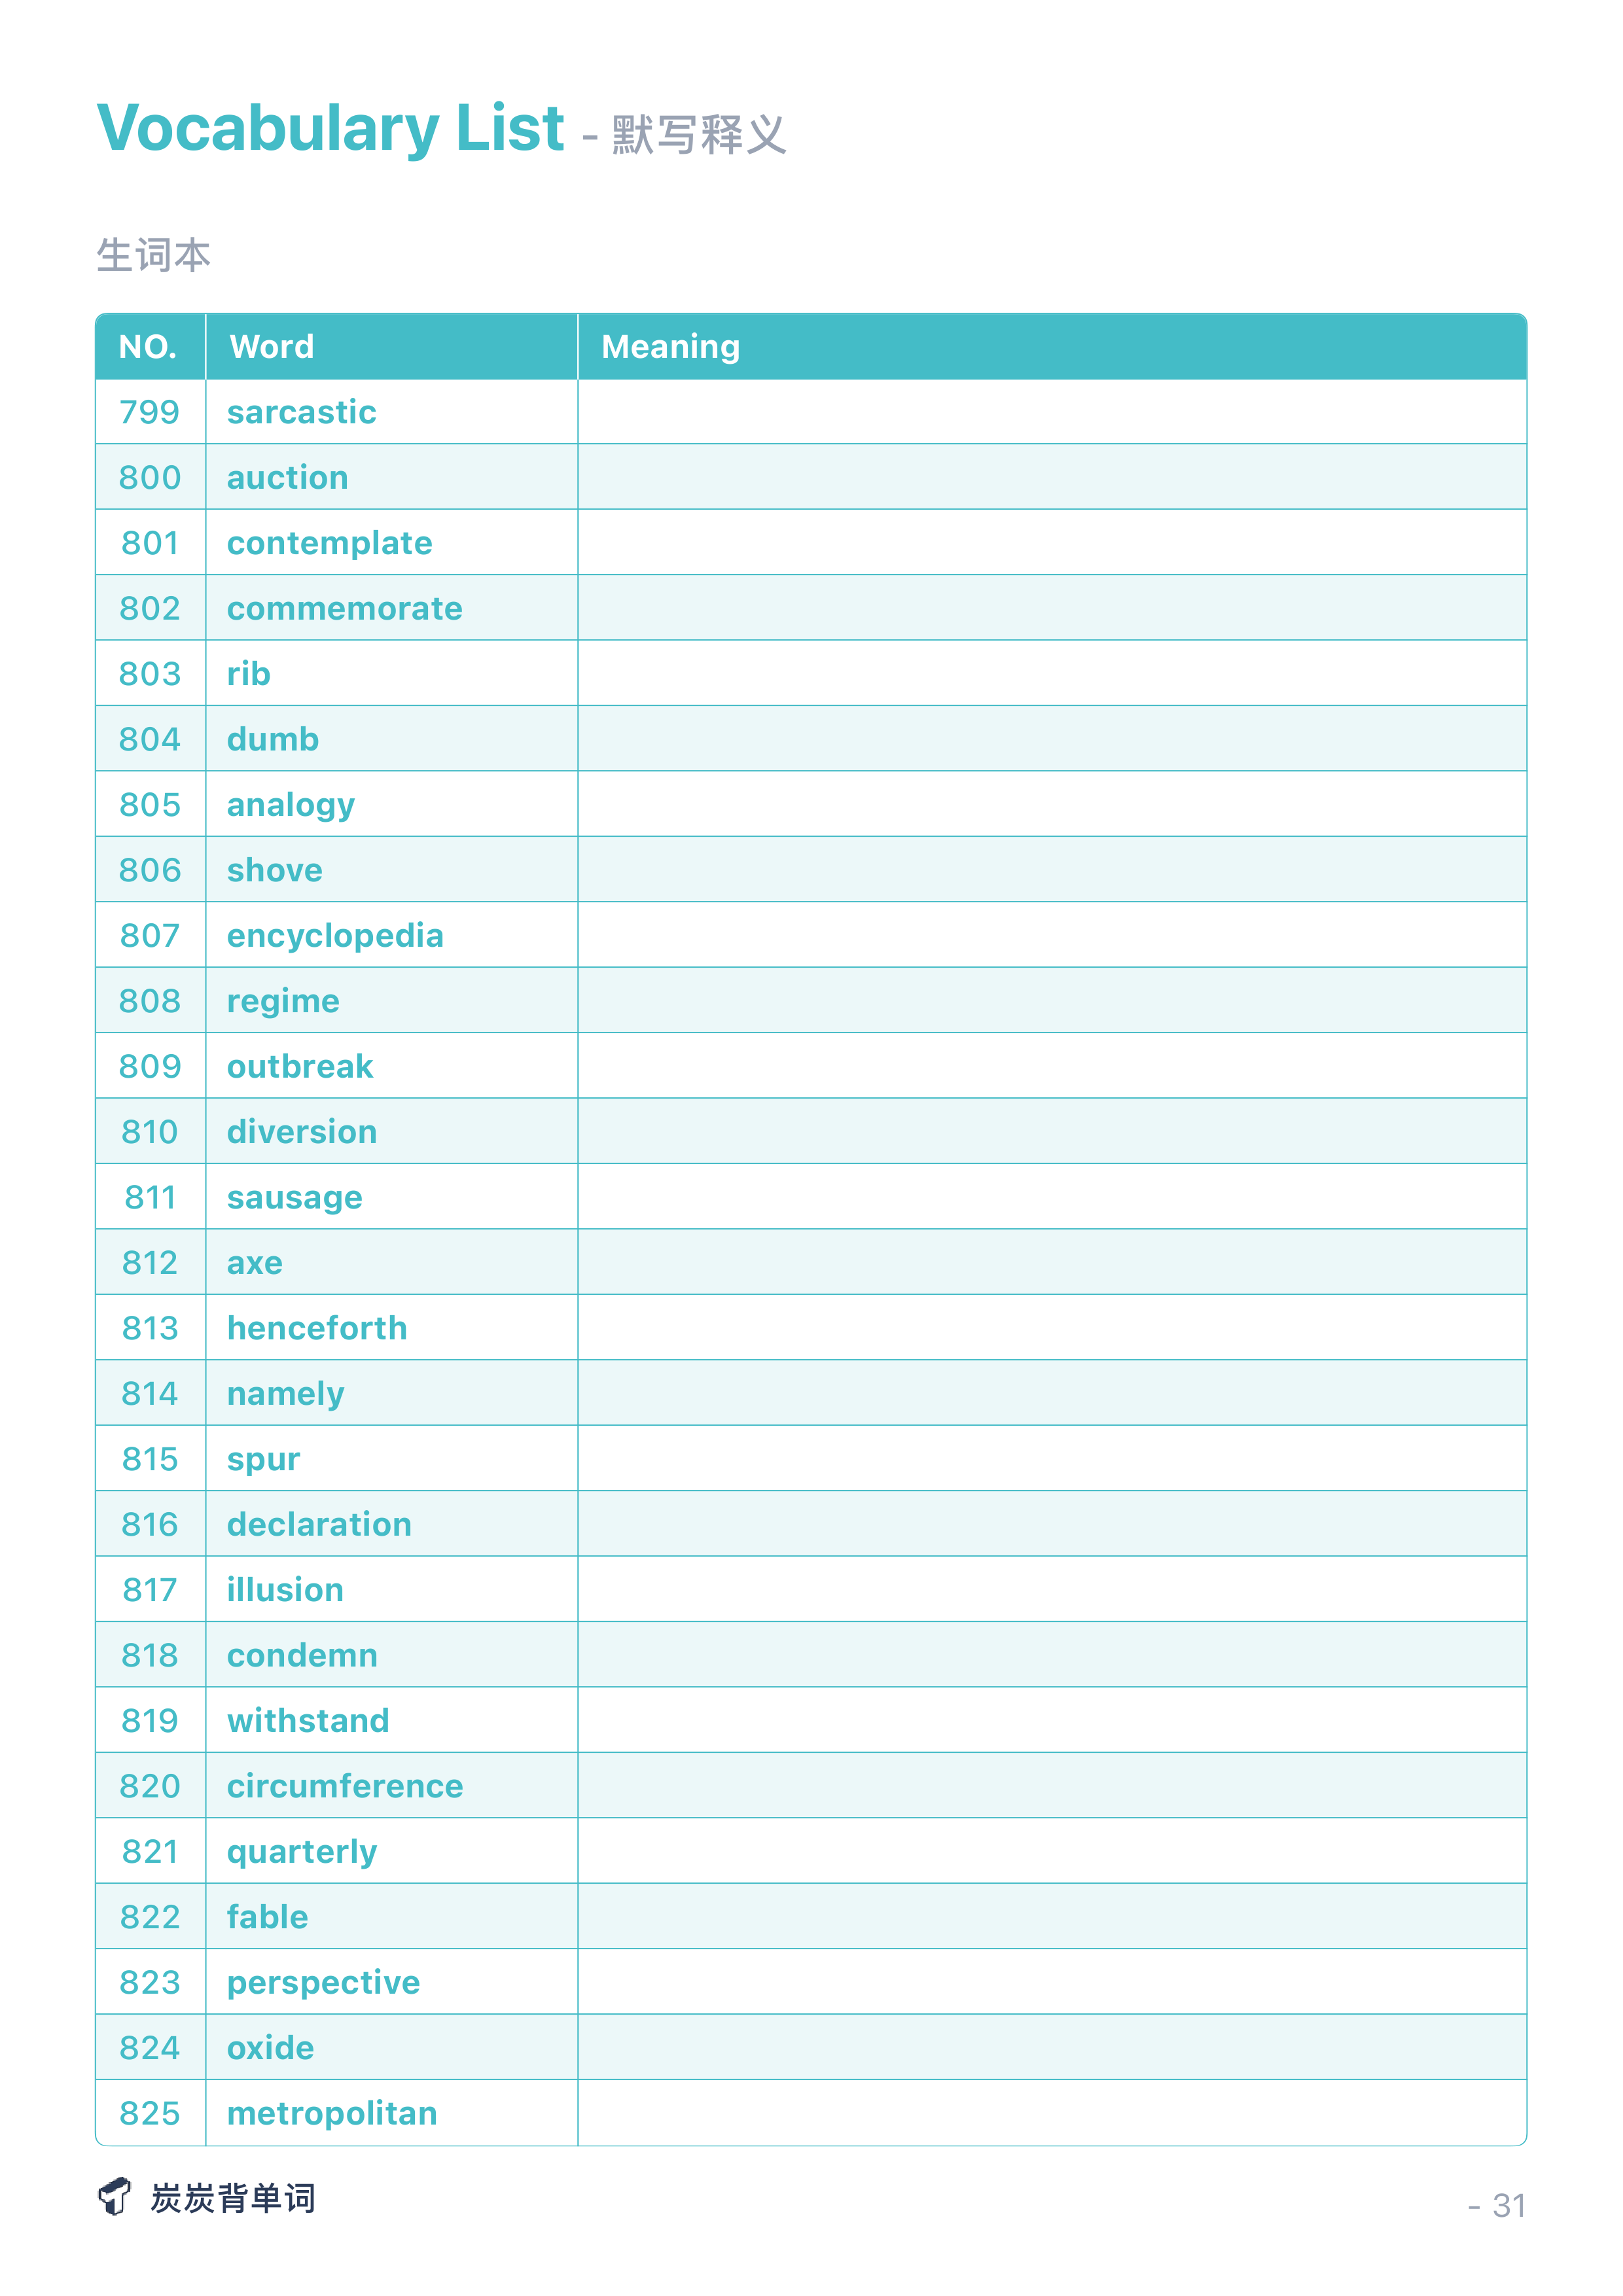 Vocabulary List - 默写释义
生词本
NO. Word Meaning
799 sarcastic
800 auction
801 contemplate
802 commemorate
803 rib
804 dumb
805 analogy
806 shove
807 encyclopedia
808 regime
809 outbreak
810 diversion
811 sausage
812 axe
813 henceforth
814 namely
815 spur
816 declaration
817 illusion
818 condemn
819 withstand
820 circumference
821 quarterly
822 fable
823 perspective
824 oxide
825 metropolitan
炭炭背单词
- 31